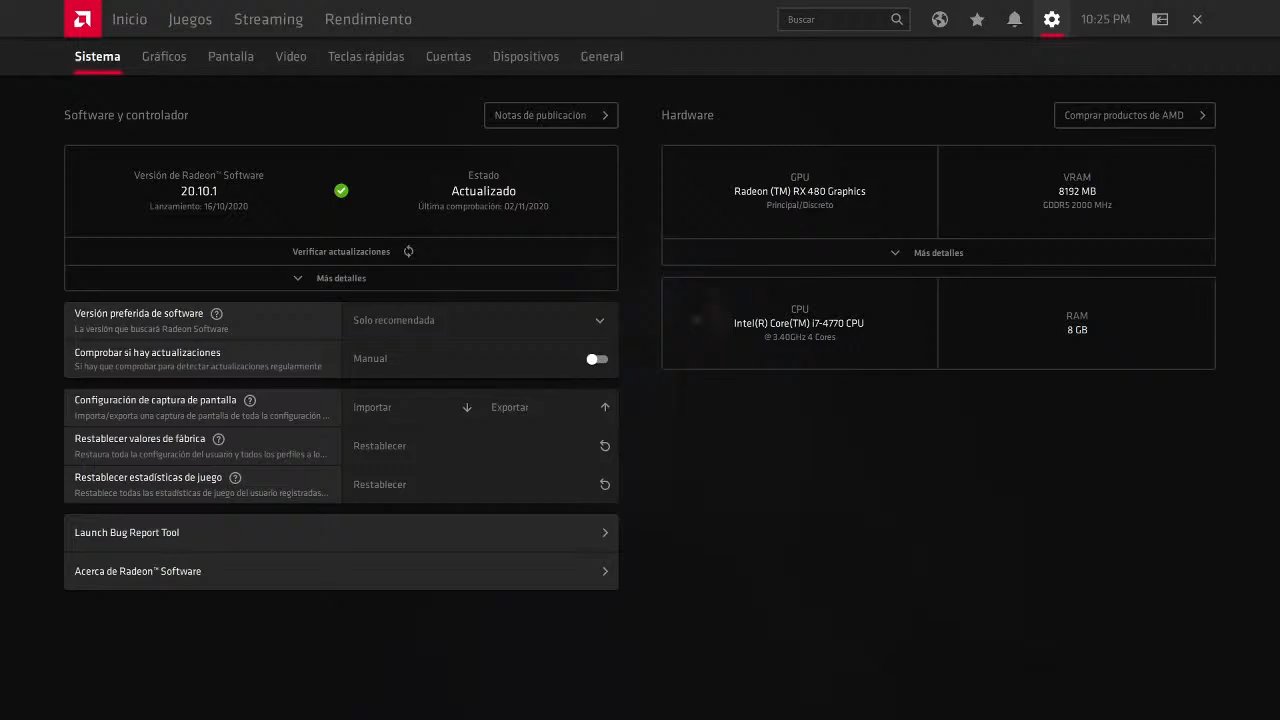 Inicio Juegos Streaming Rendimiento Buscar 10:25 PM
Sistema Gráficos Pantalla Vídeo Teclas rápidas Cuentas Dispositivos General
Software y controlador
Notas de publicación
Versión de Radeon™ Software
20.10.1
Lanzamiento: 16/10/2020
Estado
Actualizado
Última comprobación: 02/11/2020
Verificar actualizaciones
Más detalles
Versión preferida de software
La versión que buscará Radeon Software
Solo recomendada
Comprobar si hay actualizaciones
Si hay que comprobar para detectar actualizaciones regularmente
Manual
Configuración de captura de pantalla
Importa/exporta una captura de pantalla de toda la configuración ...
Importar
Exportar
Restablecer valores de fábrica
Restaura toda la configuración del usuario y todos los perfiles a lo...
Restablecer
Restablecer estadísticas de juego
Restablece todas las estadísticas de juego del usuario registradas...
Restablecer
Launch Bug Report Tool
Acerca de Radeon™ Software
Hardware
Comprar productos de AMD
GPU
Radeon (TM) RX 480 Graphics
Principal/Discreto
VRAM
8192 MB
GDDR5 2000 MHz
Más detalles
CPU
Intel(R) Core(TM) i7-4770 CPU
@ 3.40GHz 4 Cores
RAM
8 GB